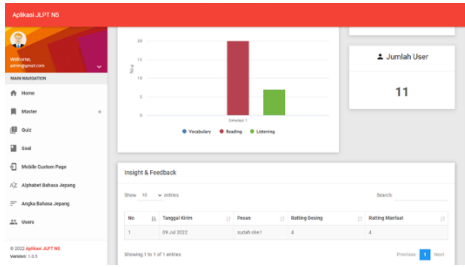 Aplikasi JLPT N5
Welcome,
admin@gmail.com
MAIN NAVIGATION
Home
Master
Quiz
Soal
Mobile Custom Page
Alphabet Bahasa Jepang
Angka Bahasa Jepang
Users
© 2022 Aplikasi JLPT N5
Version: 1.0.5
20
15
10
5
0
Semester 1
Vocabulary Reading Listening
Jumlah User
11
Insight & Feedback
Show 10 entries
Search:
No Tanggal Kirim Pesan Rating Desing Rating Manfaat
1 09 Jul 2022 sudah oke ! 4 4
Showing 1 to 1 of 1 entries
Previous 1 Next